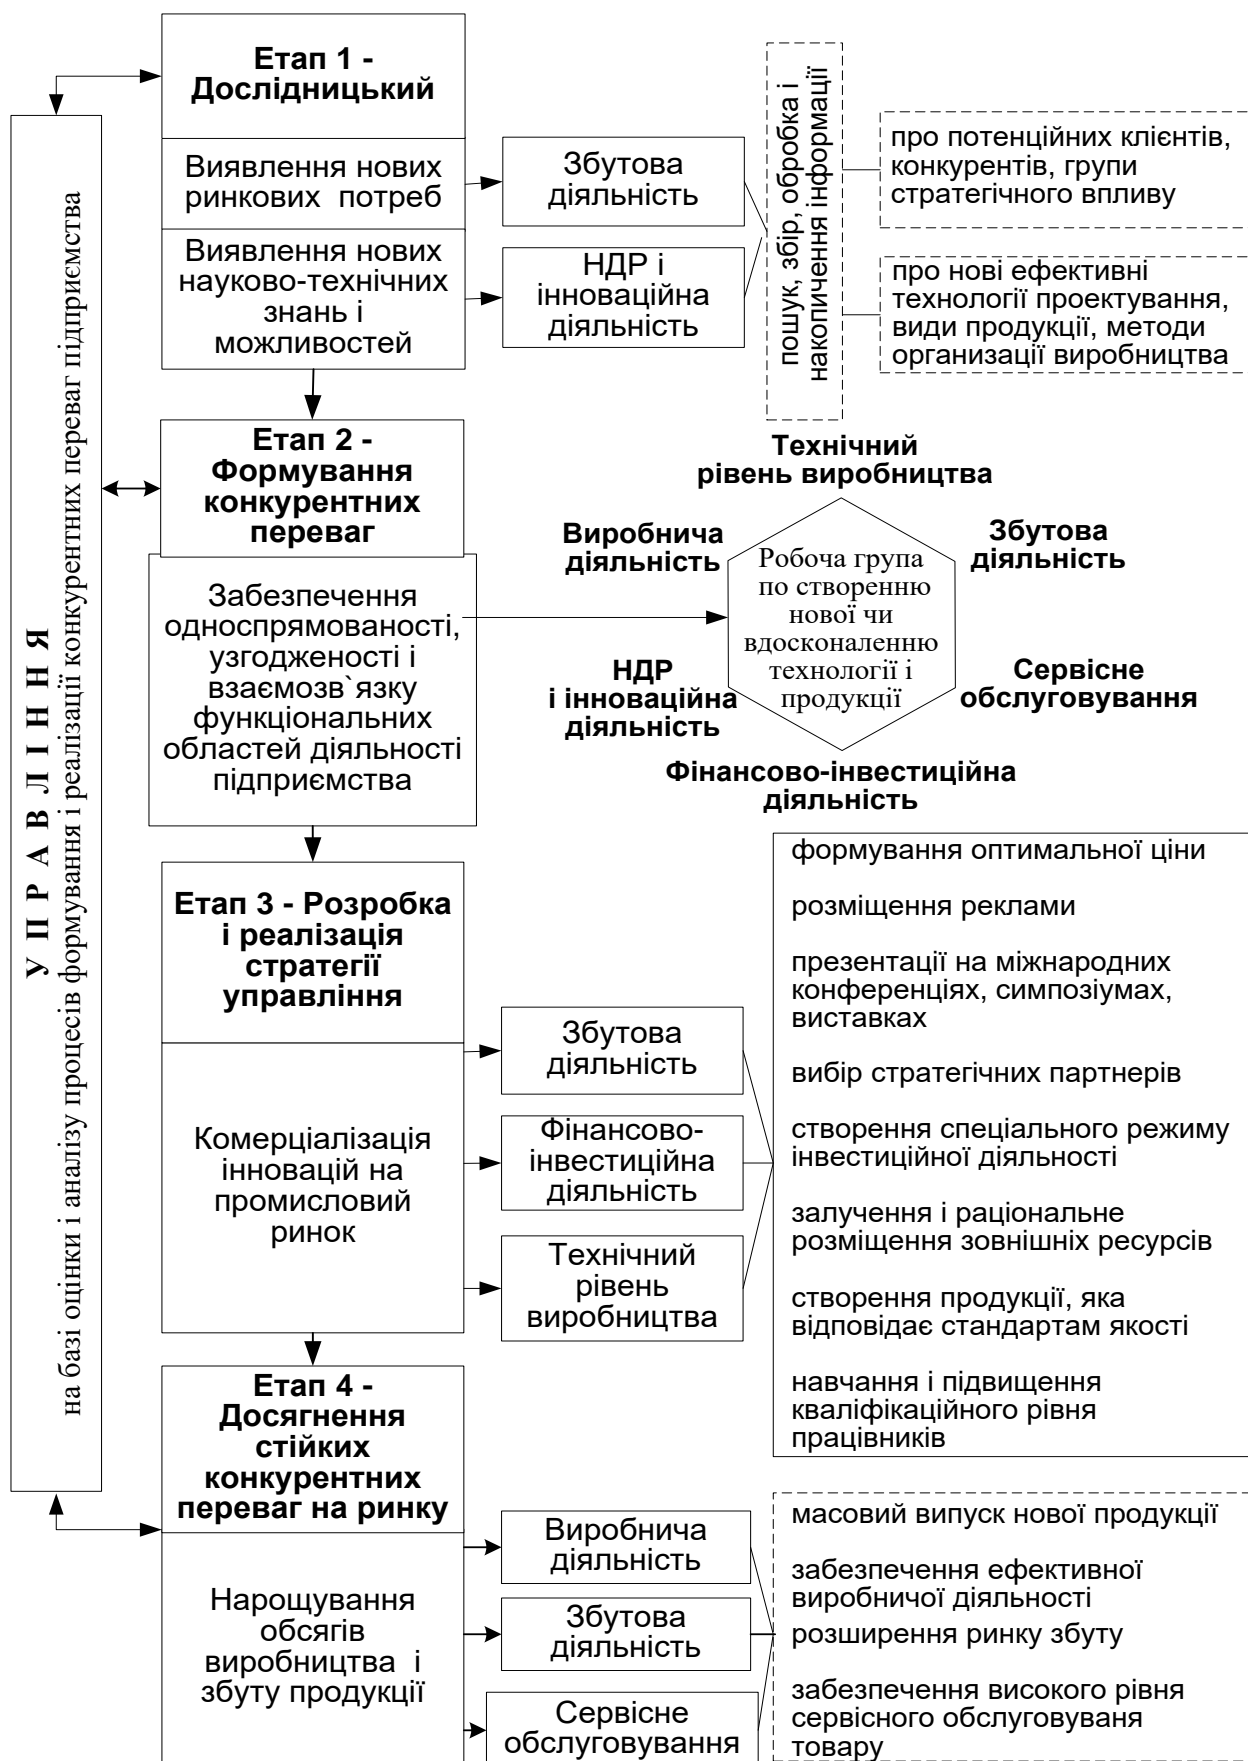 Етап 1 -
Дослідницький
Виявлення нових
ринкових потреб
Виявлення нових
науково-технічних
знань і
можливостей
Збутова
діяльність
НДР і
інноваційна
діяльність
пошук, збір, обробка і
накопичення інформації
про потенційних клієнтів,
конкурентів, групи
стратегічного впливу
про нові ефективні
технології проектування,
види продукції, методи
организації виробництва
У П Р А В Л І Н Н Я
на базі оцінки і аналізу процесів формування і реалізації конкурентних переваг підприємства
Етап 2 -
Формування
конкурентних
переваг
Забезпечення
односпрямованості,
узгодженості і
взаємозв`язку
функціональних
областей діяльності
підприємства
Технічний
рівень виробництва
Виробнича
діяльність
Збутова
діяльність
Робоча група
по створенню
нової чи
вдосконаленню
технології і
продукції
НДР
і інноваційна
діяльність
Сервісне
обслуговування
Фінансово-інвестиційна
діяльність
Етап 3 - Розробка
і реалізація
стратегії
управління
Комерціалізація
інновацій на
промисловий
ринок
Збутова
діяльність
Фінансово-
інвестиційна
діяльність
Технічний
рівень
виробництва
формування оптимальної ціни
розміщення реклами
презентації на міжнародних
конференціях, симпозіумах,
виставках
вибір стратегічних партнерів
створення спеціального режиму
інвестиційної діяльності
залучення і раціональне
розміщення зовнішніх ресурсів
створення продукції, яка
відповідає стандартам якості
навчання і підвищення
кваліфікаційного рівня
працівників
Етап 4 -
Досягнення
стійких
конкурентних
переваг на ринку
Нарощування
обсягів
виробництва і
збуту продукції
Виробнича
діяльність
Збутова
діяльність
Сервісне
обслуговування
масовий випуск нової продукції
забезпечення ефективної
виробничої діяльності
розширення ринку збуту
забезпечення високого рівня
сервісного обслуговуваня
товару